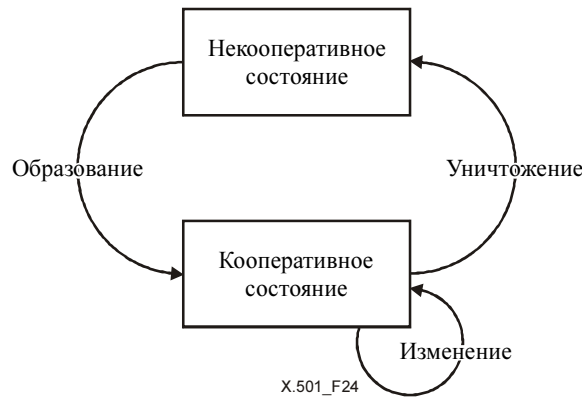 Некооперативное
состояние
Образование
Уничтожение
Кооперативное
состояние
Изменение
X.501_F24